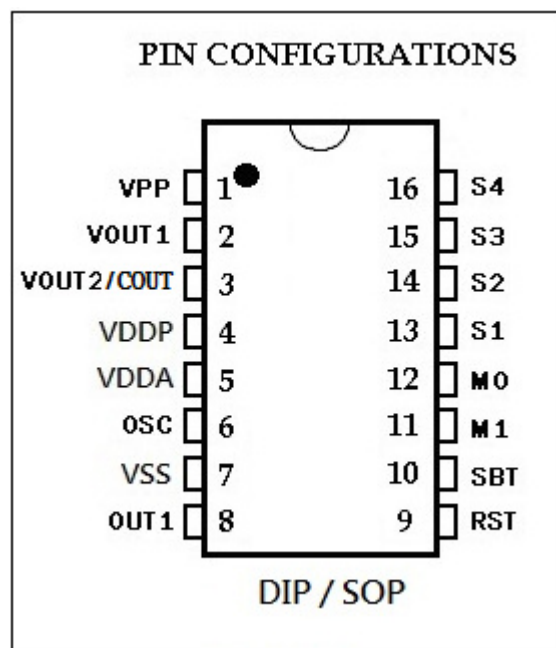 PIN CONFIGURATIONS
VPP 1 16 S4
VOUT1 2 15 S3
VOUT2/COUT 3 14 S2
VDDP 4 13 S1
VDDA 5 12 M0
OSC 6 11 M1
VSS 7 10 SBT
OUT1 8 9 RST
DIP / SOP